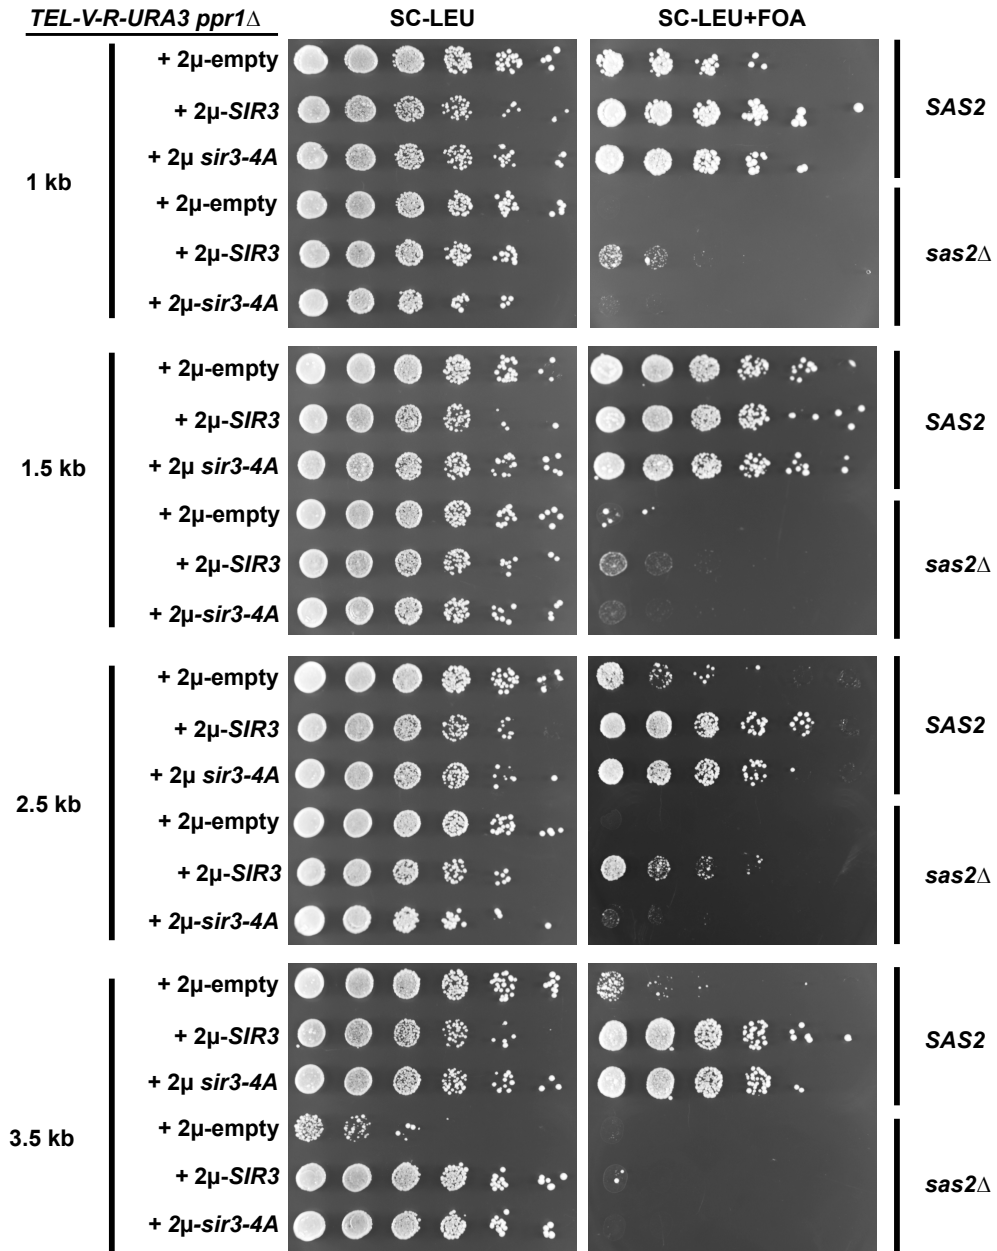 TEL-V-R-URA3 ppr1Δ SC-LEU SC-LEU+FOA
1 kb
+ 2µ-empty
+ 2µ-SIR3
+ 2µ sir3-4A
+ 2µ-empty
+ 2µ-SIR3
+ 2µ-sir3-4A
SAS2
sas2Δ
1.5 kb
+ 2µ-empty
+ 2µ-SIR3
+ 2µ sir3-4A
+ 2µ-empty
+ 2µ-SIR3
+ 2µ-sir3-4A
SAS2
sas2Δ
2.5 kb
+ 2µ-empty
+ 2µ-SIR3
+ 2µ sir3-4A
+ 2µ-empty
+ 2µ-SIR3
+ 2µ-sir3-4A
SAS2
sas2Δ
3.5 kb
+ 2µ-empty
+ 2µ-SIR3
+ 2µ sir3-4A
+ 2µ-empty
+ 2µ-SIR3
+ 2µ-sir3-4A
SAS2
sas2Δ